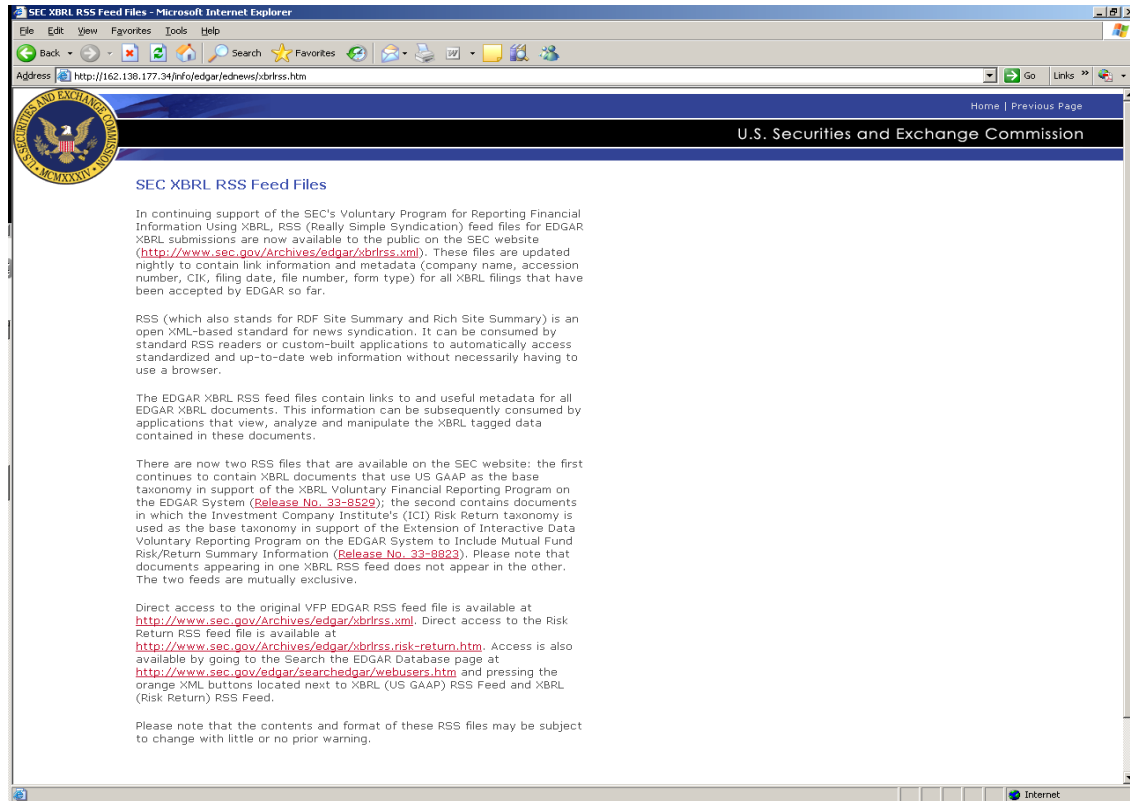 SEC XBRL RSS Feed Files - Microsoft Internet Explorer
File Edit View Favorites Tools Help
Back Search Favorites
Address http://162.138.177.34/info/edgar/ednews/xbrlrss.htm Go Links »
Home | Previous Page
U.S. Securities and Exchange Commission
U.S. SECURITIES AND EXCHANGE COMMISSION
MCMXXXIV
SEC XBRL RSS Feed Files
In continuing support of the SEC's Voluntary Program for Reporting Financial
Information Using XBRL, RSS (Really Simple Syndication) feed files for EDGAR
XBRL submissions are now available to the public on the SEC website
(http://www.sec.gov/Archives/edgar/xbrlrss.xml). These files are updated
nightly to contain link information and metadata (company name, accession
number, CIK, filing date, file number, form type) for all XBRL filings that have
been accepted by EDGAR so far.
RSS (which also stands for RDF Site Summary and Rich Site Summary) is an
open XML-based standard for news syndication. It can be consumed by
standard RSS readers or custom-built applications to automatically access
standardized and up-to-date web information without necessarily having to
use a browser.
The EDGAR XBRL RSS feed files contain links to and useful metadata for all
EDGAR XBRL documents. This information can be subsequently consumed by
applications that view, analyze and manipulate the XBRL tagged data
contained in these documents.
There are now two RSS files that are available on the SEC website: the first
continues to contain XBRL documents that use US GAAP as the base
taxonomy in support of the XBRL Voluntary Financial Reporting Program on
the EDGAR System (Release No. 33-8529); the second contains documents
in which the Investment Company Institute's (ICI) Risk Return taxonomy is
used as the base taxonomy in support of the Extension of Interactive Data
Voluntary Reporting Program on the EDGAR System to Include Mutual Fund
Risk/Return Summary Information (Release No. 33-8823). Please note that
documents appearing in one XBRL RSS feed does not appear in the other.
The two feeds are mutually exclusive.
Direct access to the original VFP EDGAR RSS feed file is available at
http://www.sec.gov/Archives/edgar/xbrlrss.xml. Direct access to the Risk
Return RSS feed file is available at
http://www.sec.gov/Archives/edgar/xbrlrss.risk-return.htm. Access is also
available by going to the Search the EDGAR Database page at
http://www.sec.gov/edgar/searchedgar/webusers.htm and pressing the
orange XML buttons located next to XBRL (US GAAP) RSS Feed and XBRL
(Risk Return) RSS Feed.
Please note that the contents and format of these RSS files may be subject
to change with little or no prior warning.
Internet